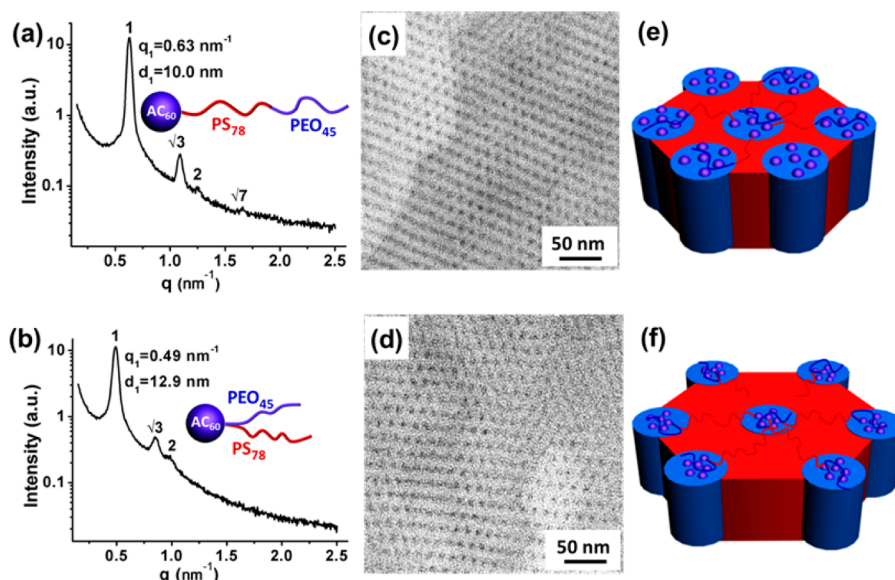 (a)
1
q₁=0.63 nm⁻¹
d₁=10.0 nm
AC₆₀
PS₇₈
PEO₄₅
√3
2
√7
10
1
0.1
Intensity (a.u.)
0.5
1.0
1.5
2.0
2.5
q (nm⁻¹)
(c)
50 nm
(e)
(b)
1
q₁=0.49 nm⁻¹
d₁=12.9 nm
PEO₄₅
AC₆₀
PS₇₈
√3
2
10
1
0.1
Intensity (a.u.)
0.5
1.0
1.5
2.0
2.5
q (nm⁻¹)
(d)
50 nm
(f)